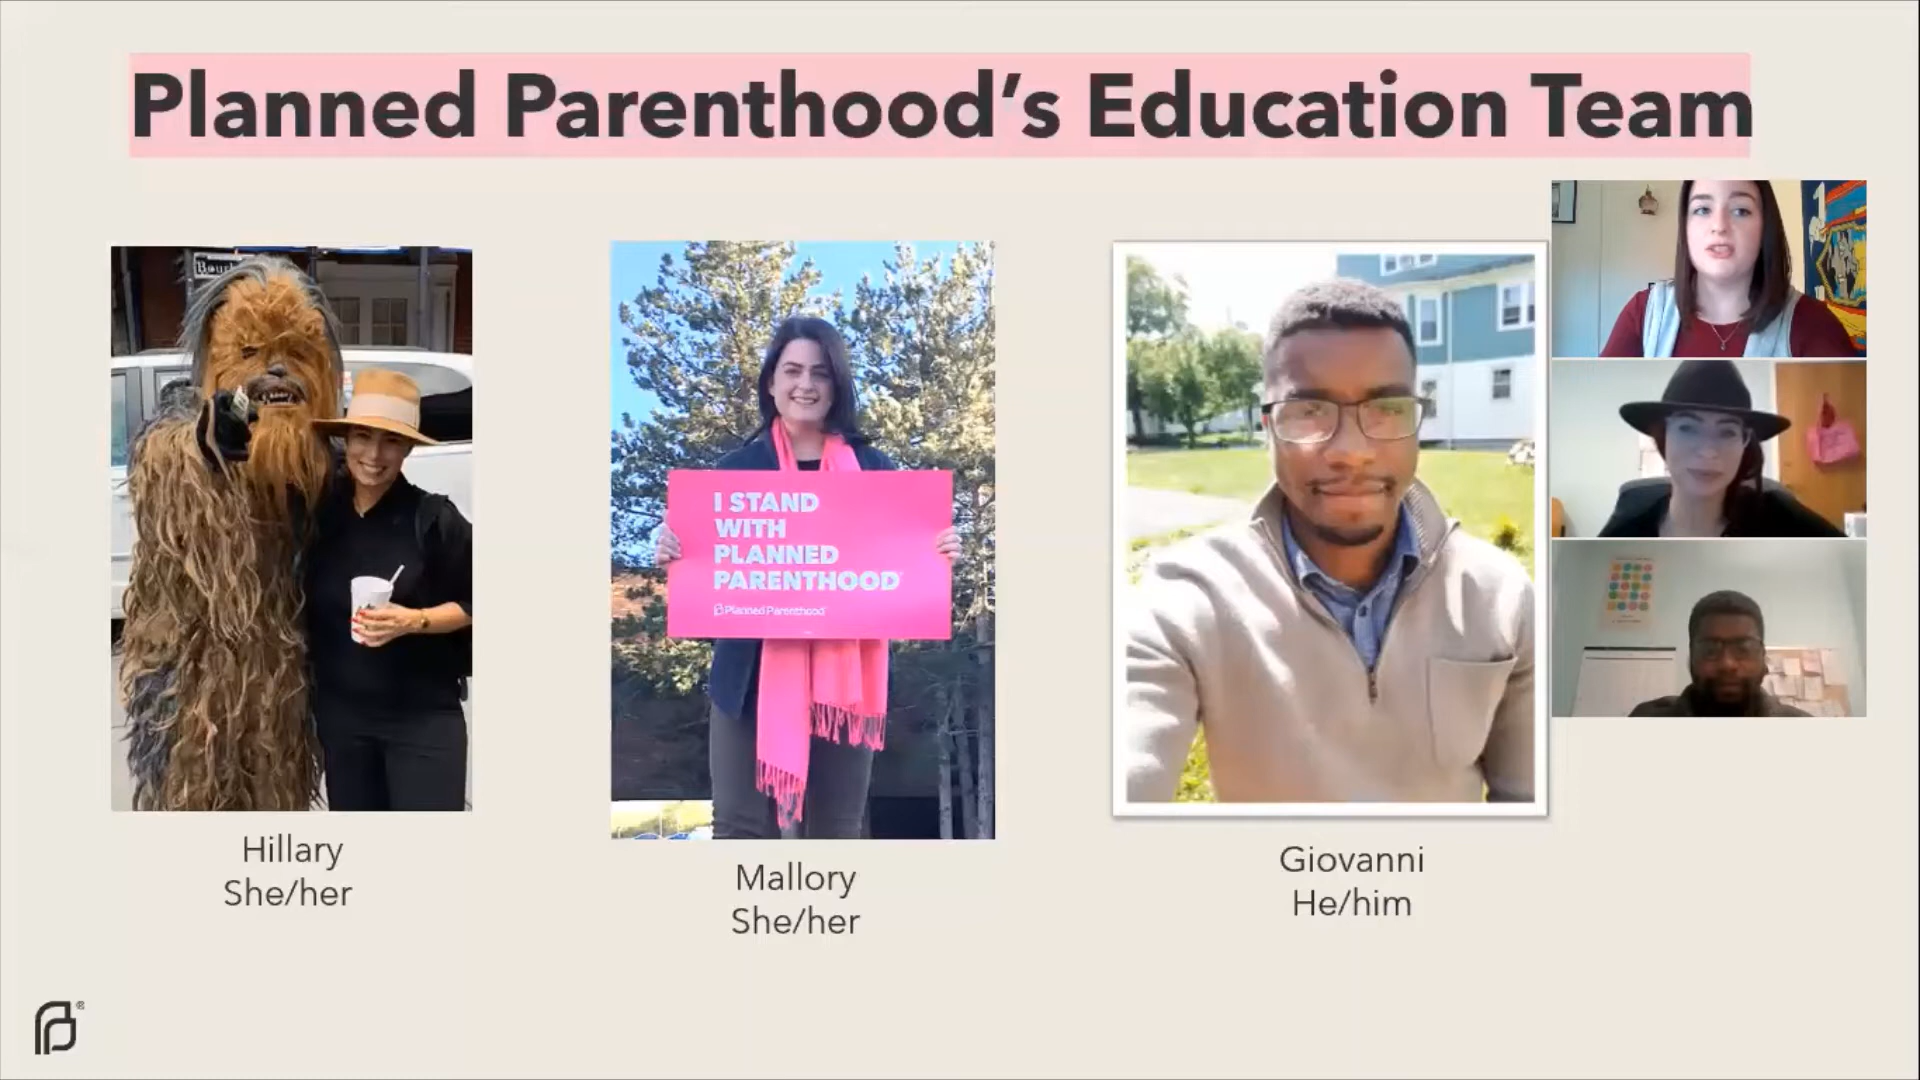 Planned Parenthood's Education Team
I STAND
WITH
PLANNED
PARENTHOOD
Planned Parenthood
Hillary
She/her
Mallory
She/her
Giovanni
He/him